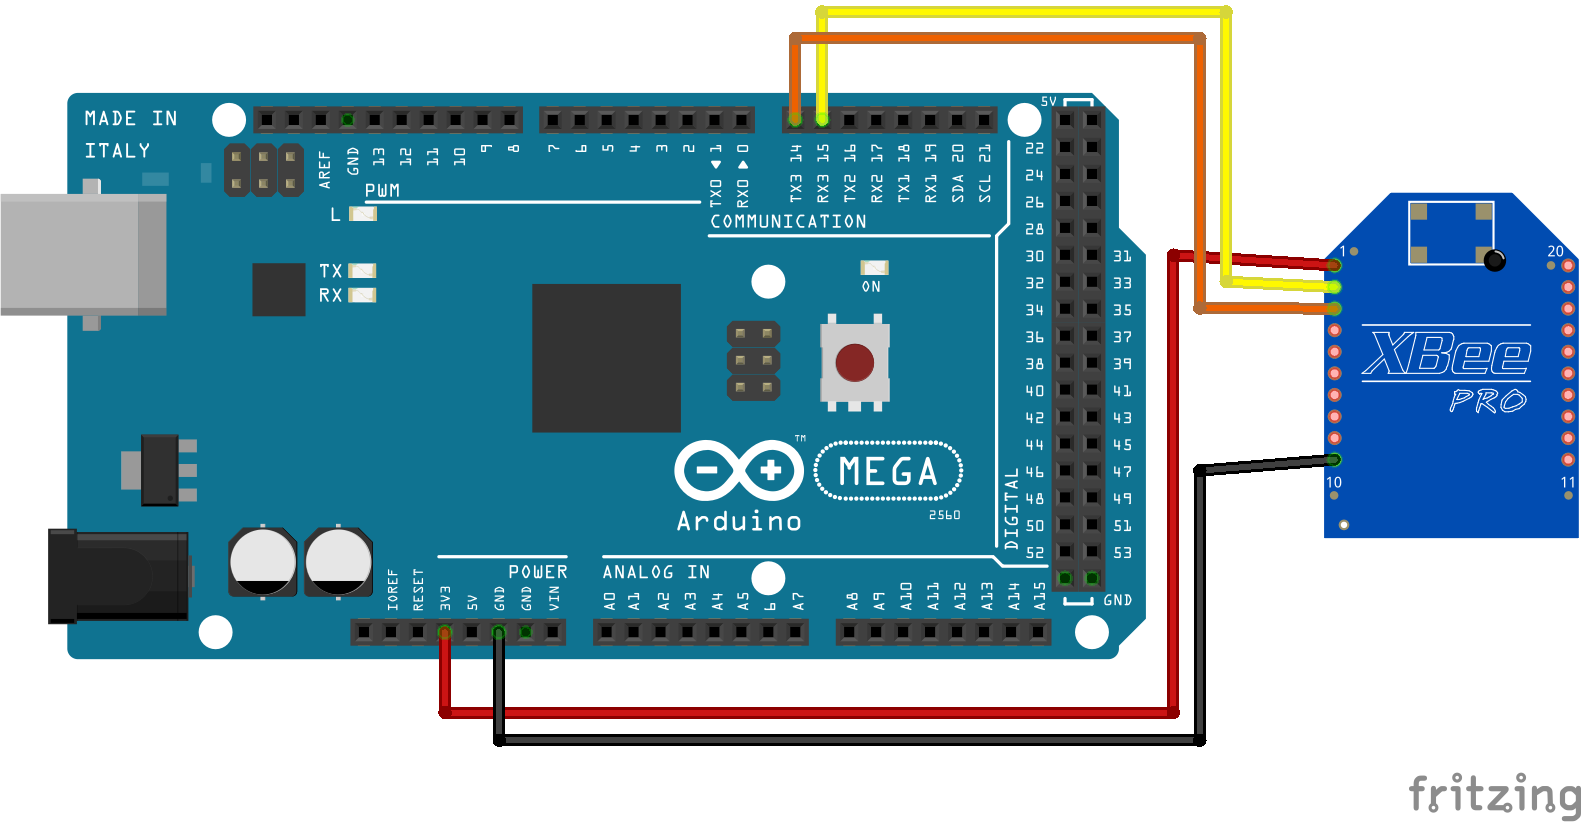 MADE IN
ITALY
AREF
GND
13
12
11
10
9
8
7
6
5
4
3
2
TX0 1
RX0 0
TX3 14
RX3 15
TX2 16
RX2 17
TX1 18
RX1 19
SDA 20
SCL 21
PWM
COMMUNICATION
L
TX
RX
ON
5V
22
24
26
28
30 31
32 33
34 35
36 37
38 39
40 41
42 43
44 45
46 47
48 49
50 51
52 53
GND
DIGITAL
TM
MEGA
Arduino
2560
POWER
ANALOG IN
IOREF
RESET
3V3
5V
GND
GND
VIN
A0
A1
A2
A3
A4
A5
6
A7
A8
A9
A10
A11
A12
A13
A14
A15
1
20
XBee
PRO
10
11
fritzing